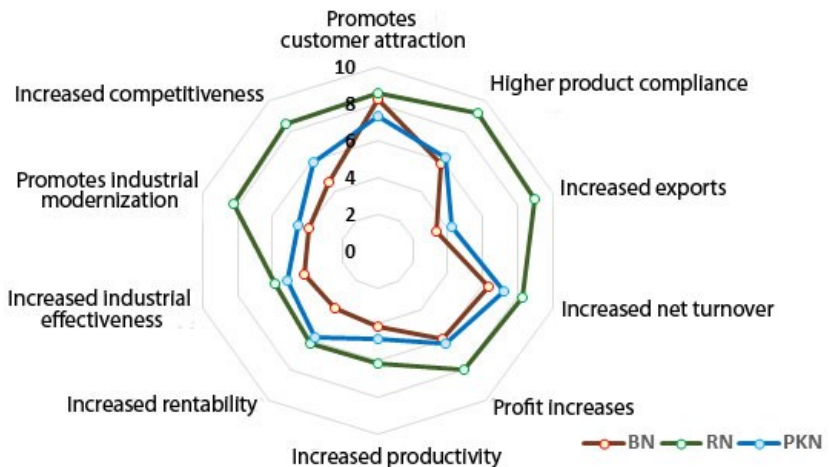 Promotes
customer attraction
Higher product compliance
Increased exports
Increased net turnover
Profit increases
Increased productivity
Increased rentability
Increased industrial
effectiveness
Promotes industrial
modernization
Increased competitiveness
10
8
6
4
2
0
BN RN PKN